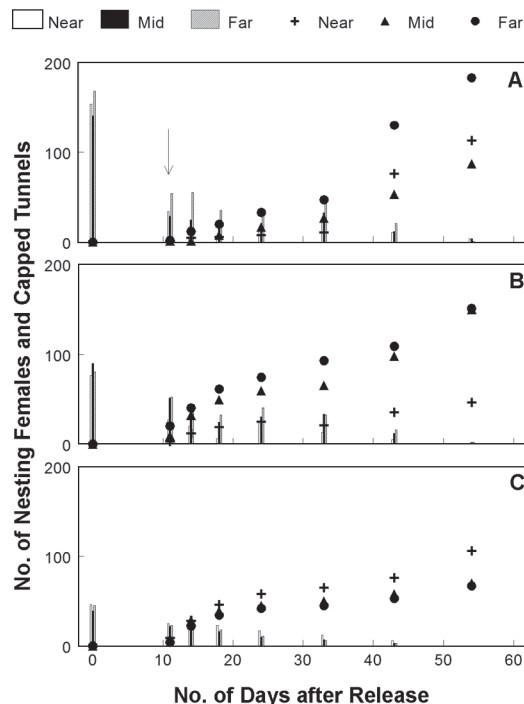 Near Mid Far Near Mid Far
No. of Nesting Females and Capped Tunnels
200
A
100
0
200
B
100
0
200
C
100
0
0 10 20 30 40 50 60
No. of Days after Release